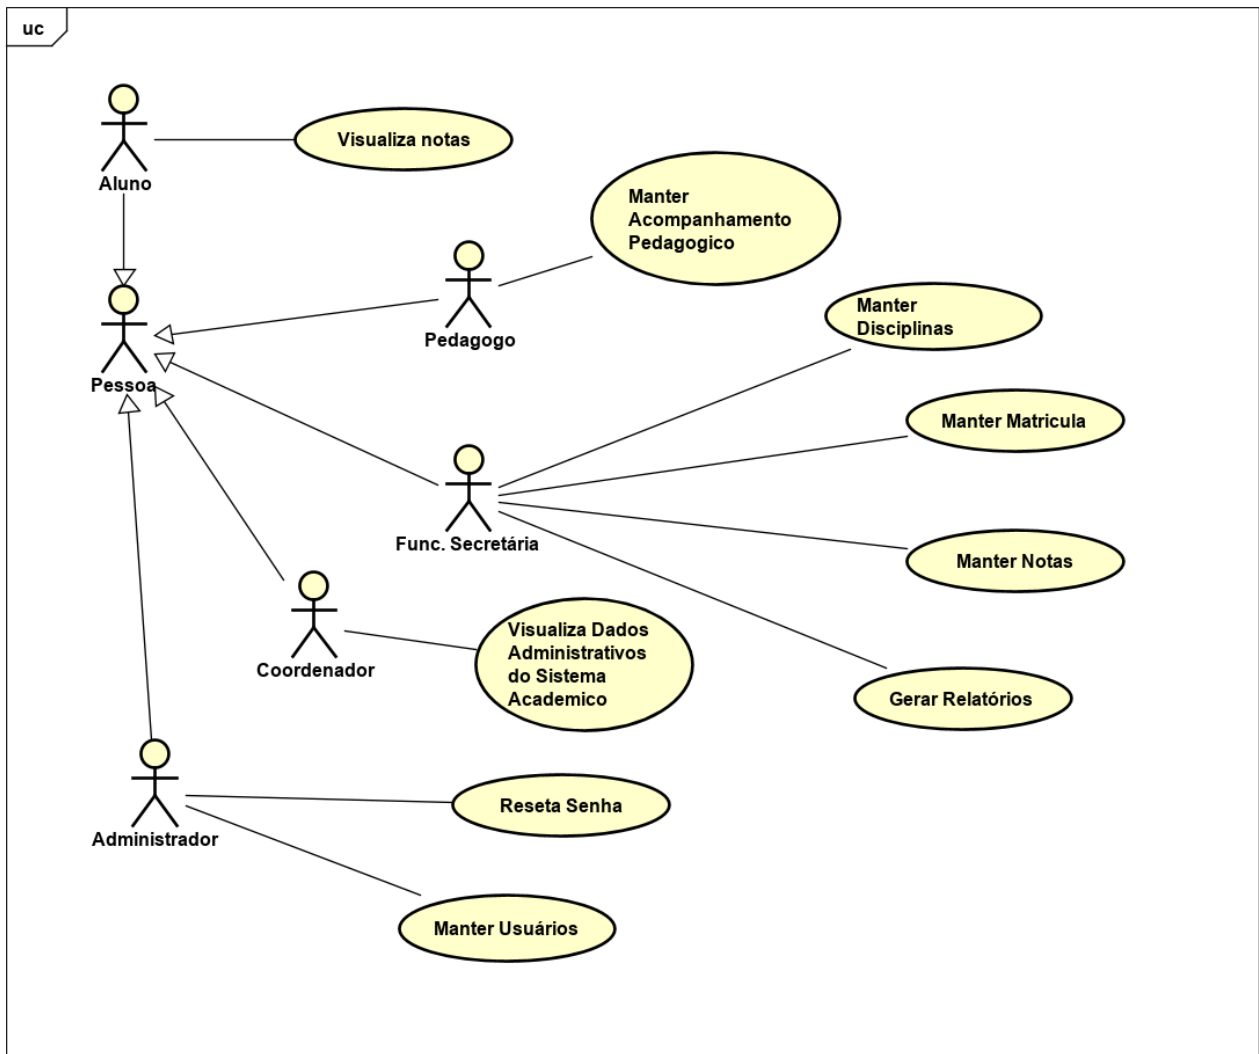 uc
Visualiza notas
Aluno
Manter
Acompanhamento
Pedagogico
Pedagogo
Manter
Disciplinas
Pessoa
Manter Matricula
Func. Secretária
Manter Notas
Visualiza Dados
Administrativos
do Sistema
Academico
Coordenador
Gerar Relatórios
Reseta Senha
Administrador
Manter Usuários